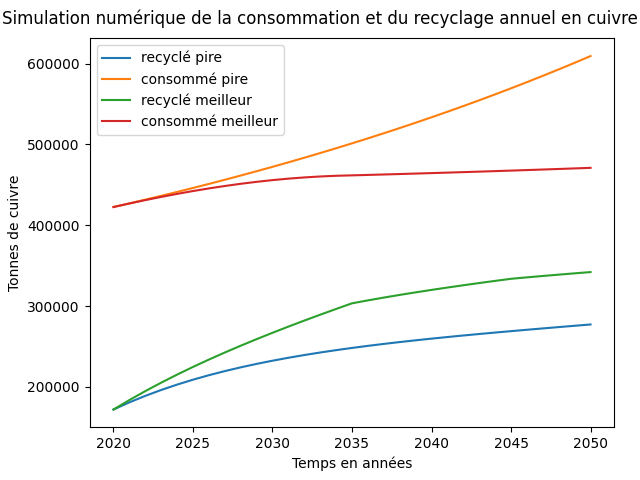 Simulation numérique de la consommation et du recyclage annuel en cuivre
recyclé pire
consommé pire
recyclé meilleur
consommé meilleur
600000
500000
400000
300000
200000
Tonnes de cuivre
2020 2025 2030 2035 2040 2045 2050
Temps en années